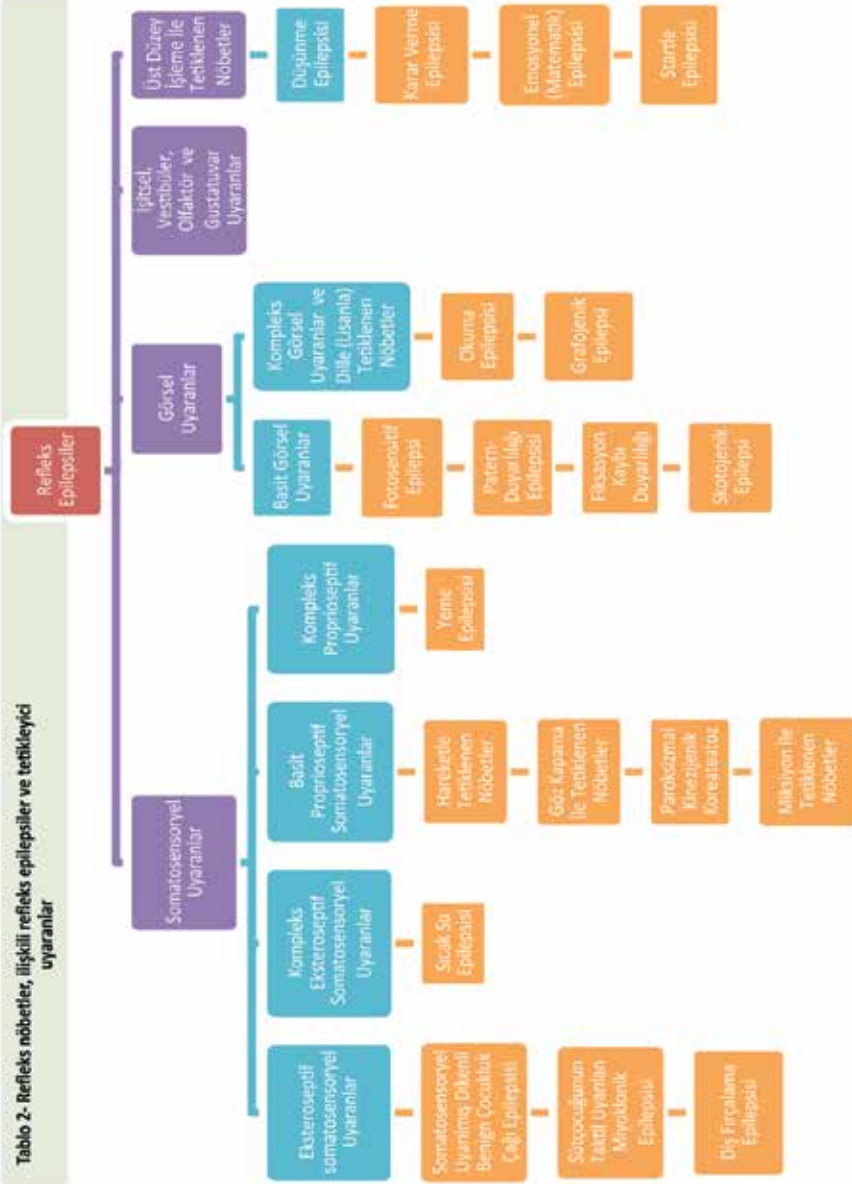 Tablo 2- Refleks nöbetler, ilişkili refleks epilepsiler ve tetikleyici
uyaranlar
Refleks
Epilepsiler
Somatosensoryel
Uyaranlar
Eksteroseptif
somatosensoryel
Uyaranlar
Somatosensoryel
Uyarılmış Dikenli
Benign Çocukluk
Çağı Epilepsisi
Sütçocuğunun
Taktil Uyarılan
Miyoklonik
Epilepsisi
Diş Fırçalama
Epilepsisi
Kompleks
Eksteroseptif
Somatosensoryel
Uyaranlar
Sıcak Su
Epilepsisi
Basit
Proprioseptif
Somatosensoryel
Uyaranlar
Hareketle
Tetiklenen
Nöbetler
Göz Kapama
İle Tetiklenen
Nöbetler
Paroksizmal
Kinezijenik
Koreateatoz
Miksiyon İle
Tetiklenen
Nöbetler
Kompleks
Proprioseptif
Uyaranlar
Yeme
Epilepsisi
Görsel
Uyaranlar
Basit Görsel
Uyaranlar
Fotosensitif
Epilepsi
Patern-
Duyarlılığı
Epilepsisi
Fiksasyon
Kaybı
Duyarlılığı
Skotojenik
Epilepsi
Kompleks
Görsel
Uyaranlar ve
Dille (Lisanla)
Tetiklenen
Nöbetler
Okuma
Epilepsisi
Grafojenik
Epilepsi
İşitsel,
Vestibüler,
Olfaktör ve
Gustatuvar
Uyaranlar
Üst Düzey
İşleme İle
Tetiklenen
Nöbetler
Düşünme
Epilepsisi
Karar Verme
Epilepsisi
Emosyonel
(Matematik)
Epilepsisi
Startle
Epilepsisi